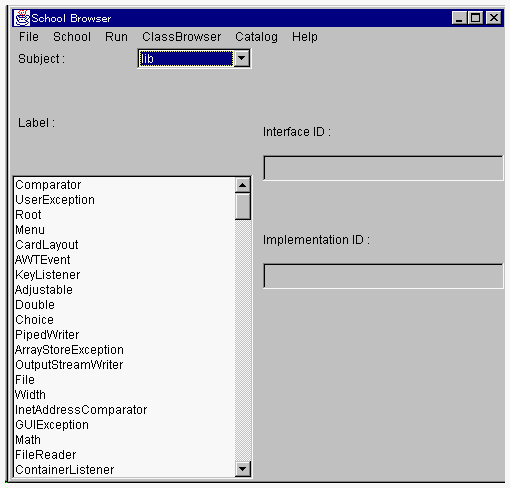 School Browser
File School Run ClassBrowser Catalog Help
Subject : lib
Label :
Interface ID :
Implementation ID :
Comparator
UserException
Root
Menu
CardLayout
AWTEvent
KeyListener
Adjustable
Double
Choice
PipedWriter
ArrayStoreException
OutputStreamWriter
File
Width
InetAddressComparator
GUIException
Math
FileReader
ContainerListener